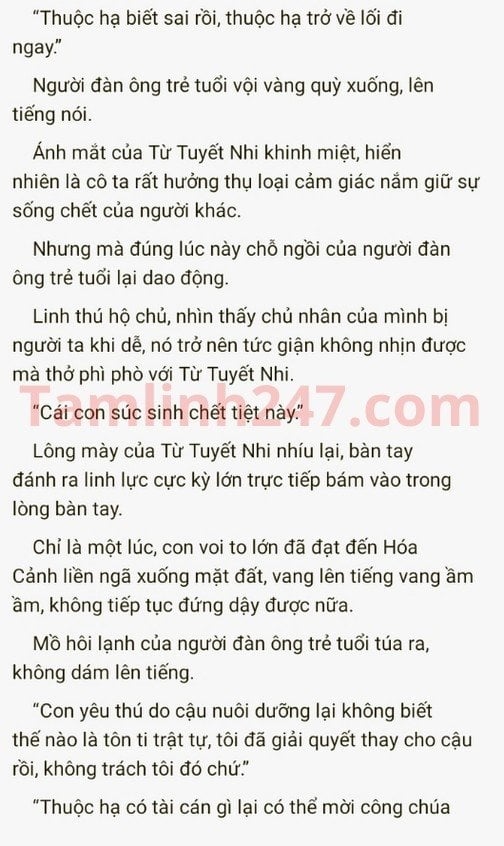 “Thuộc hạ biết sai rồi, thuộc hạ trở về lối đi
ngay.”
Người đàn ông trẻ tuổi vội vàng quỳ xuống, lên
tiếng nói.
Ánh mắt của Từ Tuyết Nhi khinh miệt, hiển
nhiên là cô ta rất hưởng thụ loại cảm giác nắm giữ sự
sống chết của người khác.
Nhưng mà đúng lúc này chỗ ngồi của người đàn
ông trẻ tuổi lại dao động.
Linh thú hộ chủ, nhìn thấy chủ nhân của mình bị
người ta khi dễ, nó trở nên tức giận không nhịn được
mà thở phì phò với Từ Tuyết Nhi.
Tamlinh247.com
“Cái con súc sinh chết tiệt này.”
Lông mày của Từ Tuyết Nhi nhíu lại, bàn tay
đánh ra linh lực cực kỳ lớn trực tiếp bám vào trong
lòng bàn tay.
Chỉ là một lúc, con voi to lớn đã đạt đến Hóa
Cảnh liền ngã xuống mặt đất, vang lên tiếng vang ầm
ầm, không tiếp tục đứng dậy được nữa.
Mồ hôi lạnh của người đàn ông trẻ tuổi túa ra,
không dám lên tiếng.
“Con yêu thú do cậu nuôi dưỡng lại không biết
thế nào là tôn ti trật tự, tôi đã giải quyết thay cho cậu
rồi, không trách tôi đó chứ.”
“Thuộc hạ có tài cán gì lại có thể mời công chúa